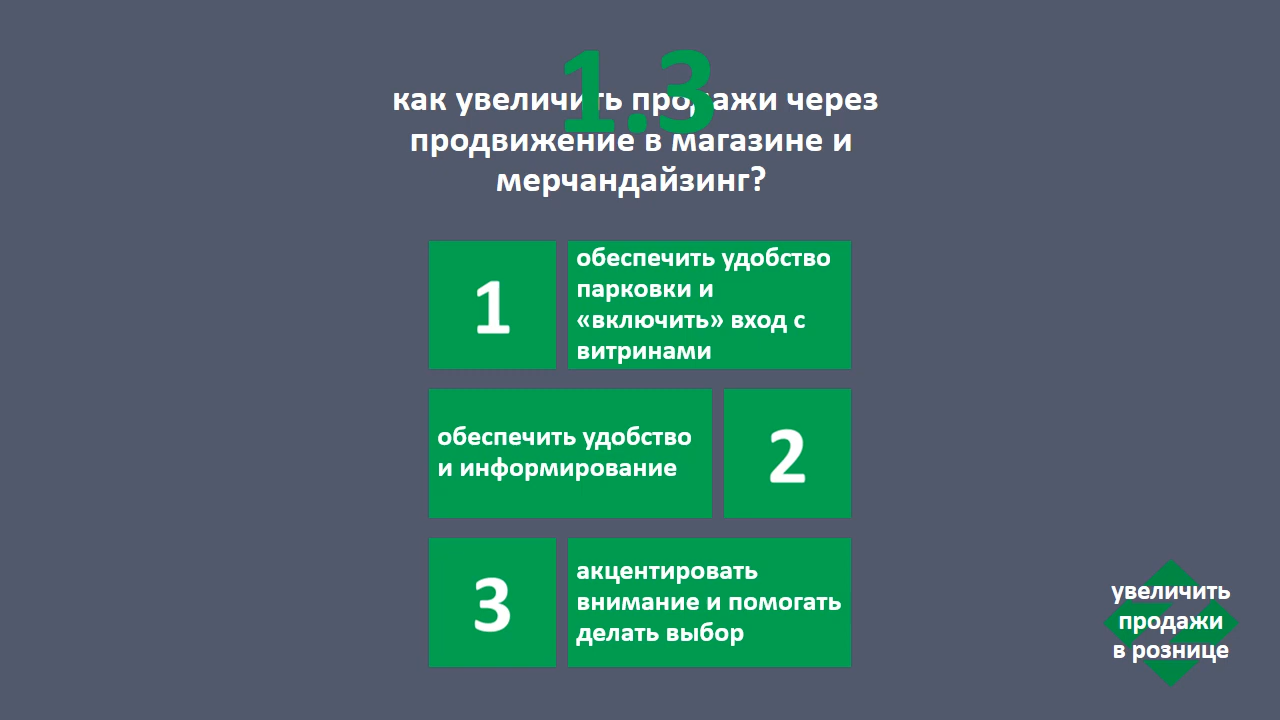 1.3
как увеличить продажи через
продвижение в магазине и
мерчандайзинг?
1
обеспечить удобство
парковки и
«включить» вход с
витринами
обеспечить удобство
и информирование
2
3
акцентировать
внимание и помогать
делать выбор
увеличить
продажи
в рознице